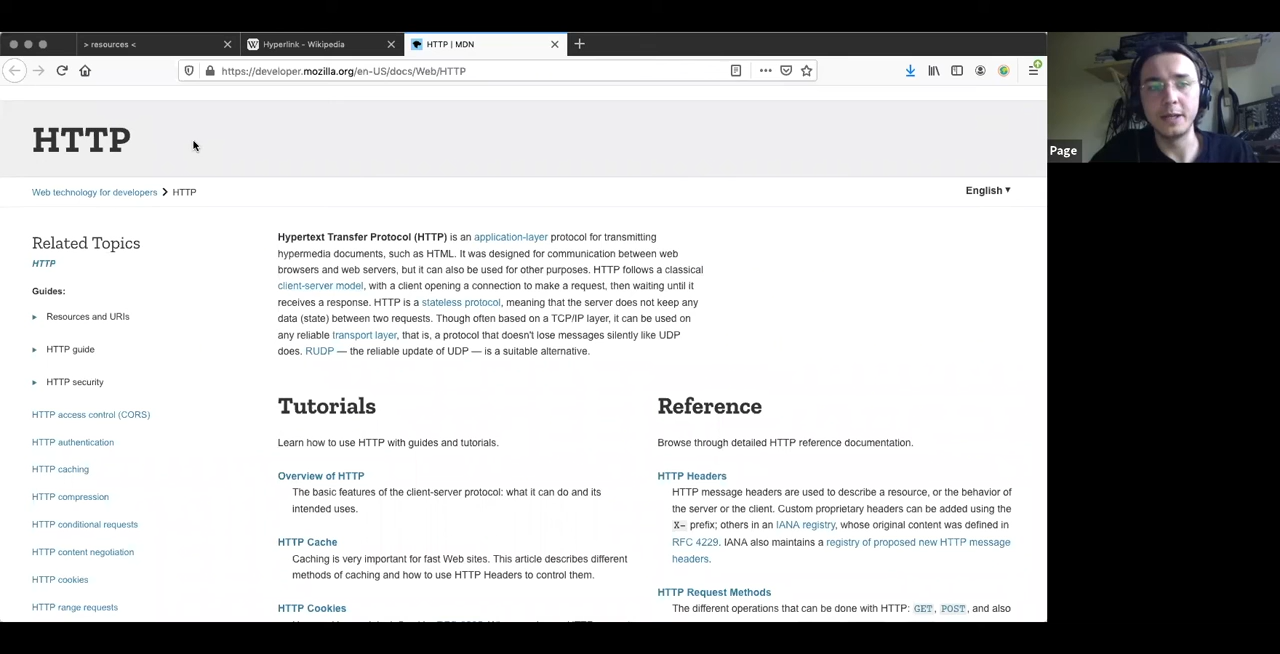 > resources <
Hyperlink - Wikipedia
HTTP | MDN
https://developer.mozilla.org/en-US/docs/Web/HTTP
Page
HTTP
Web technology for developers
HTTP
English
Related Topics
HTTP
Guides:
Resources and URIs
HTTP guide
HTTP security
HTTP access control (CORS)
HTTP authentication
HTTP caching
HTTP compression
HTTP conditional requests
HTTP content negotiation
HTTP cookies
HTTP range requests
Hypertext Transfer Protocol (HTTP) is an application-layer protocol for transmitting
hypermedia documents, such as HTML. It was designed for communication between web
browsers and web servers, but it can also be used for other purposes. HTTP follows a classical
client-server model, with a client opening a connection to make a request, then waiting until it
receives a response. HTTP is a stateless protocol, meaning that the server does not keep any
data (state) between two requests. Though often based on a TCP/IP layer, it can be used on
any reliable transport layer, that is, a protocol that doesn't lose messages silently like UDP
does. RUDP — the reliable update of UDP — is a suitable alternative.
Tutorials
Learn how to use HTTP with guides and tutorials.
Overview of HTTP
The basic features of the client-server protocol: what it can do and its
intended uses.
HTTP Cache
Caching is very important for fast Web sites. This article describes different
methods of caching and how to use HTTP Headers to control them.
HTTP Cookies
Reference
Browse through detailed HTTP reference documentation.
HTTP Headers
HTTP message headers are used to describe a resource, or the behavior of
the server or the client. Custom proprietary headers can be added using the
X- prefix; others in an IANA registry, whose original content was defined in
RFC 4229. IANA also maintains a registry of proposed new HTTP message
headers.
HTTP Request Methods
The different operations that can be done with HTTP: GET, POST, and also